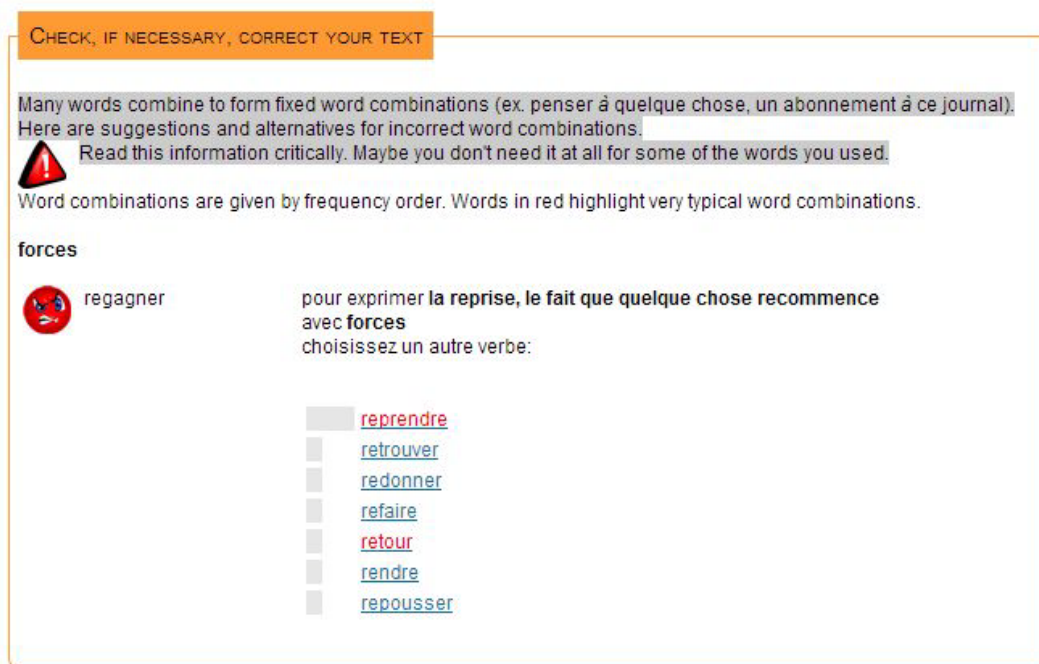 CHECK, IF NECESSARY, CORRECT YOUR TEXT
Many words combine to form fixed word combinations (ex. penser à quelque chose, un abonnement à ce journal).
Here are suggestions and alternatives for incorrect word combinations.
Read this information critically. Maybe you don't need it at all for some of the words you used.
Word combinations are given by frequency order. Words in red highlight very typical word combinations.
forces
regagner pour exprimer la reprise, le fait que quelque chose recommence
avec forces
choisissez un autre verbe:
reprendre
retrouver
redonner
refaire
retour
rendre
repousser